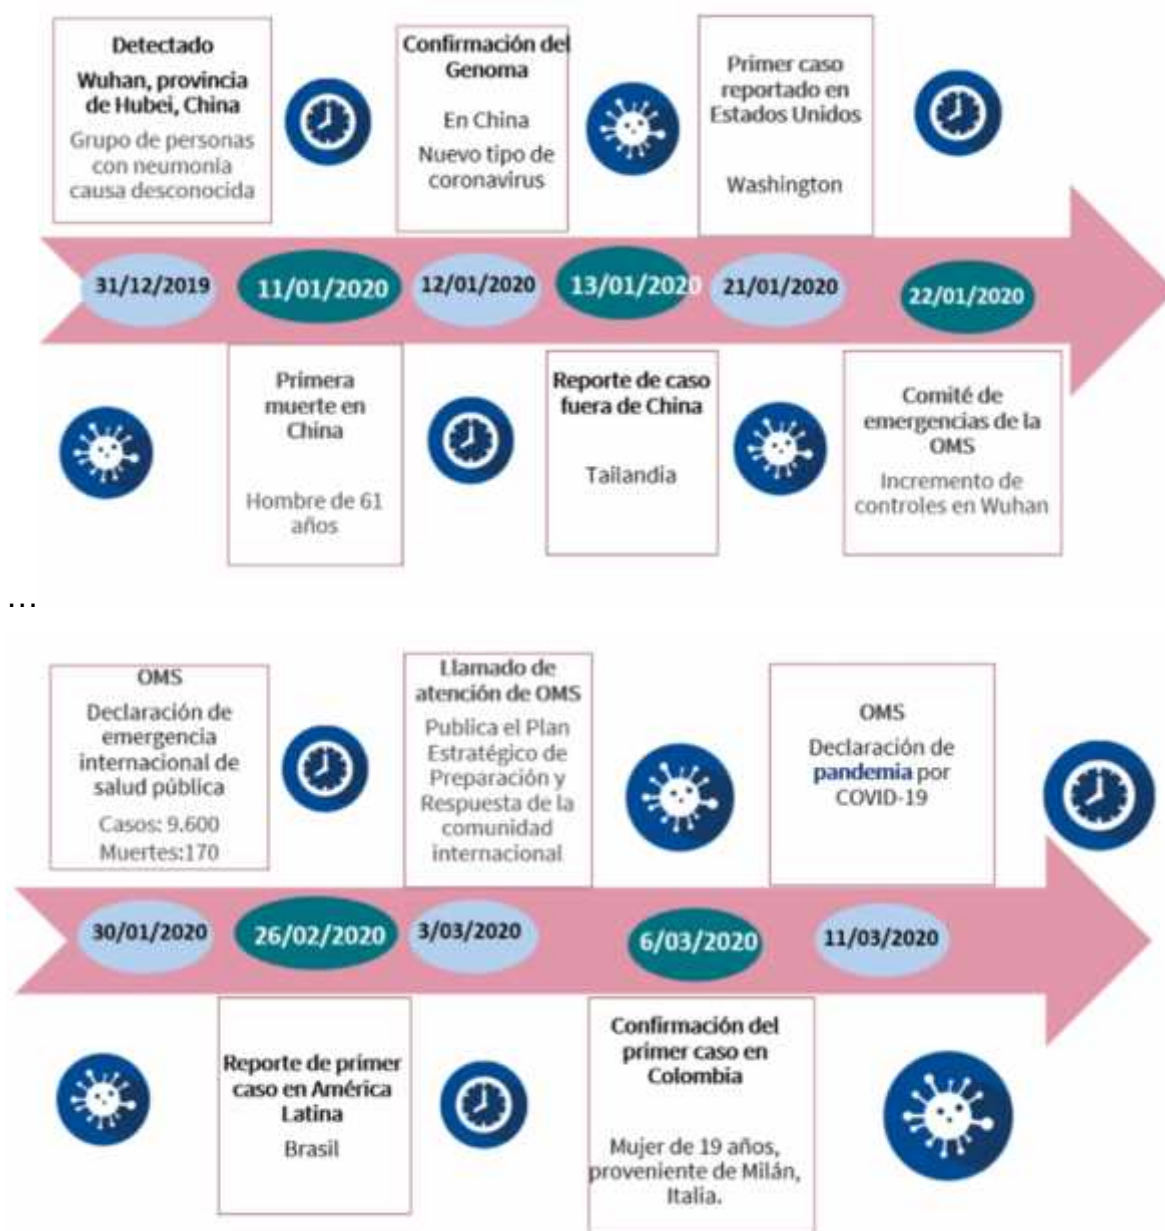 Detectado
Wuhan, provincia
de Hubei, China
Grupo de personas
con neumonía
causa desconocida
Confirmación del
Genoma
En China
Nuevo tipo de
coronavirus
Primer caso
reportado en
Estados Unidos
Washington
31/12/2019
11/01/2020
12/01/2020
13/01/2020
21/01/2020
22/01/2020
Primera
muerte en
China
Hombre de 61
años
Reporte de caso
fuera de China
Tailandia
Comité de
emergencias de la
OMS
Incremento de
controles en Wuhan
...
OMS
Declaración de
emergencia
internacional de
salud pública
Casos: 9.600
Muertes:170
Llamado de
atención de OMS
Publica el Plan
Estratégico de
Preparación y
Respuesta de la
comunidad
internacional
OMS
Declaración de
pandemia por
COVID-19
30/01/2020
26/02/2020
3/03/2020
6/03/2020
11/03/2020
Reporte de primer
caso en América
Latina
Brasil
Confirmación del
primer caso en
Colombia
Mujer de 19 años,
proveniente de Milán,
Italia.